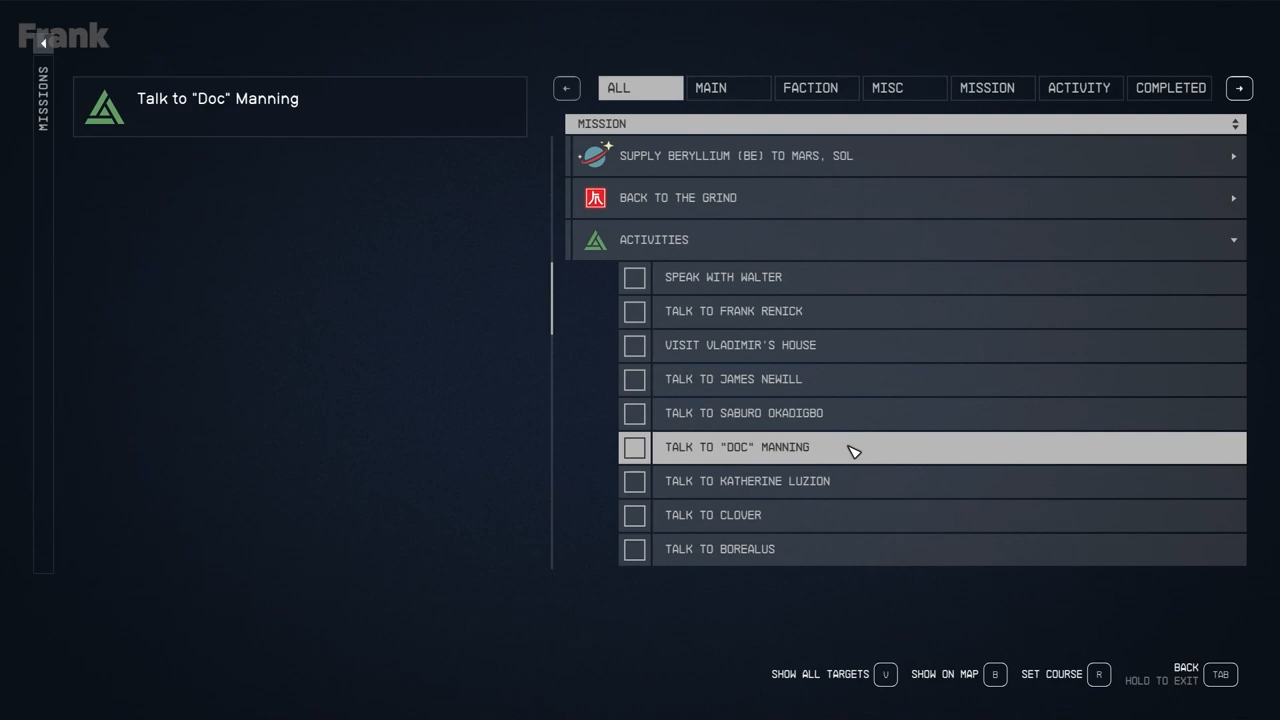 Frank
MISSIONS
Talk to "Doc" Manning
ALL
MAIN
FACTION
MISC
MISSION
ACTIVITY
COMPLETED
MISSION
SUPPLY BERYLLIUM (BE) TO MARS, SOL
BACK TO THE GRIND
ACTIVITIES
SPEAK WITH WALTER
TALK TO FRANK RENICK
VISIT VLADIMIR'S HOUSE
TALK TO JAMES NEWILL
TALK TO SABURO OKADIGBO
TALK TO "DOC" MANNING
TALK TO KATHERINE LUZION
TALK TO CLOVER
TALK TO BOREALUS
SHOW ALL TARGETS V
SHOW ON MAP B
SET COURSE R
BACK
HOLD TO EXIT
TAB